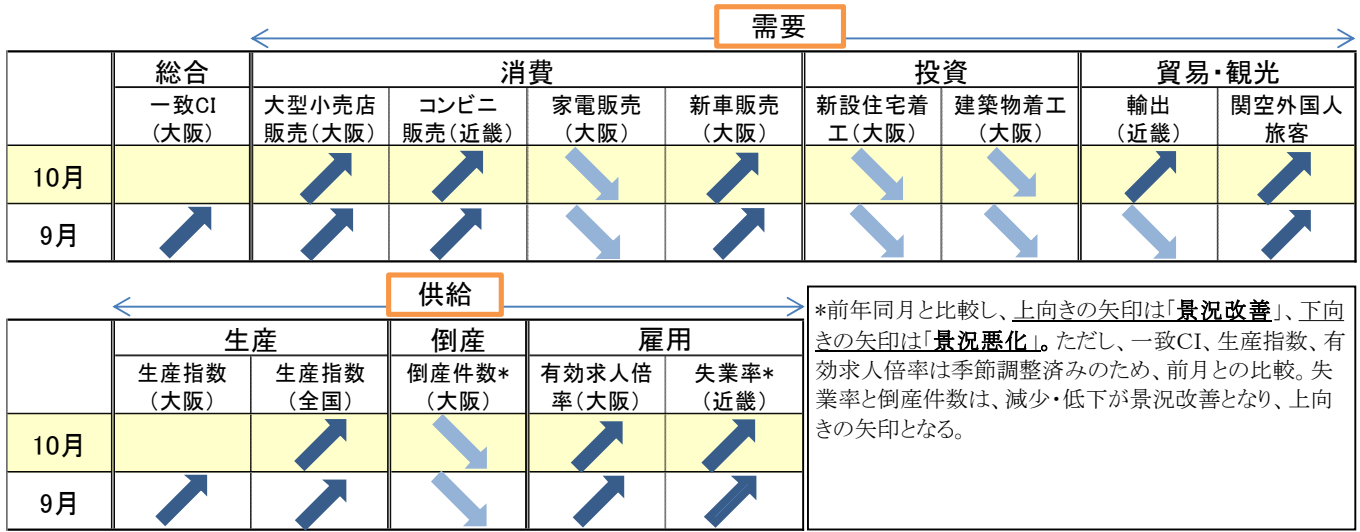 需要
総合 消費 投資 貿易・観光
一致CI 大型小売店 コンビニ 家電販売 新車販売 新設住宅着 建築物着工 輸出 関空外国人
(大阪) 販売(大阪) 販売(近畿) (大阪) (大阪) 工(大阪) (大阪) (近畿) 旅客
10月
9月
供給
生産 倒産 雇用
生産指数 生産指数 倒産件数* 有効求人倍 失業率*
(大阪) (全国) (大阪) 率(大阪) (近畿)
10月
9月
*前年同月と比較し、上向きの矢印は「景況改善」、下向
きの矢印は「景況悪化」。ただし、一致CI、生産指数、有
効求人倍率は季節調整済みのため、前月との比較。失
業率と倒産件数は、減少・低下が景況改善となり、上向
きの矢印となる。